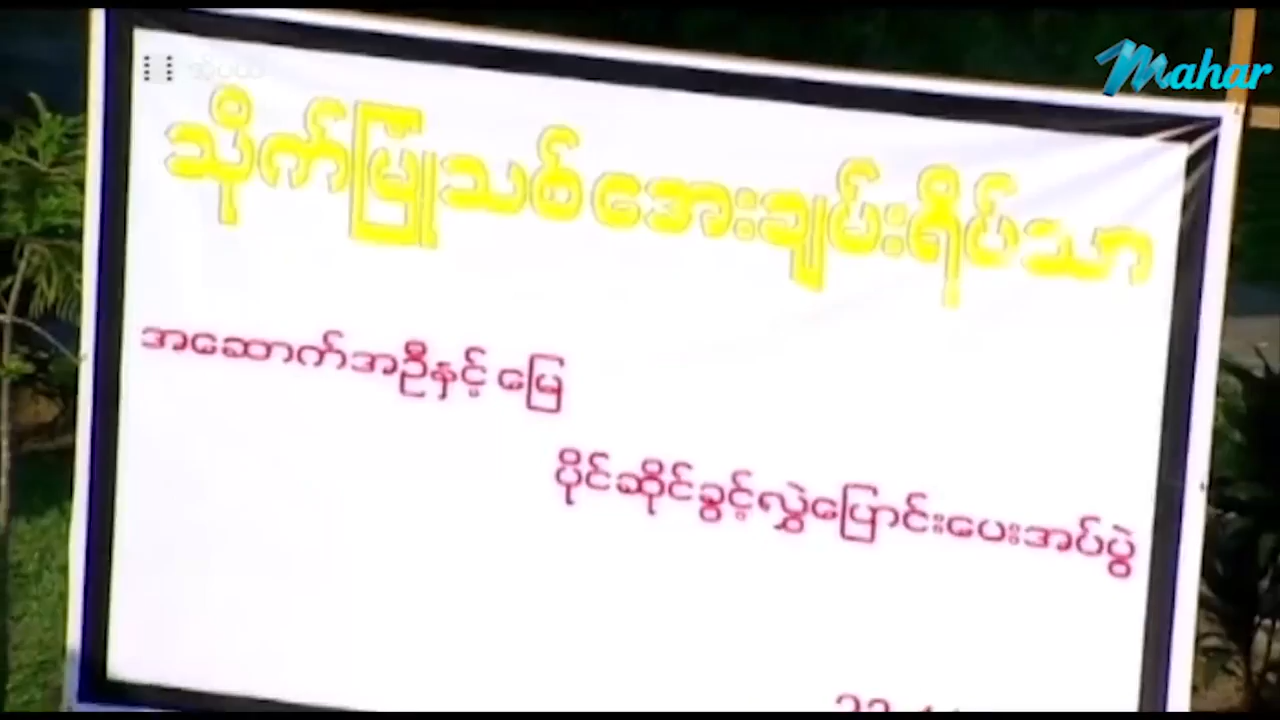 Mahar
သိုက်မြုံသစ်အေးချမ်းရိပ်သာ
အဆောက်အဦနှင့် မြေ
ပိုင်ဆိုင်ခွင့်လွှဲပြောင်းပေးအပ်ပွဲ